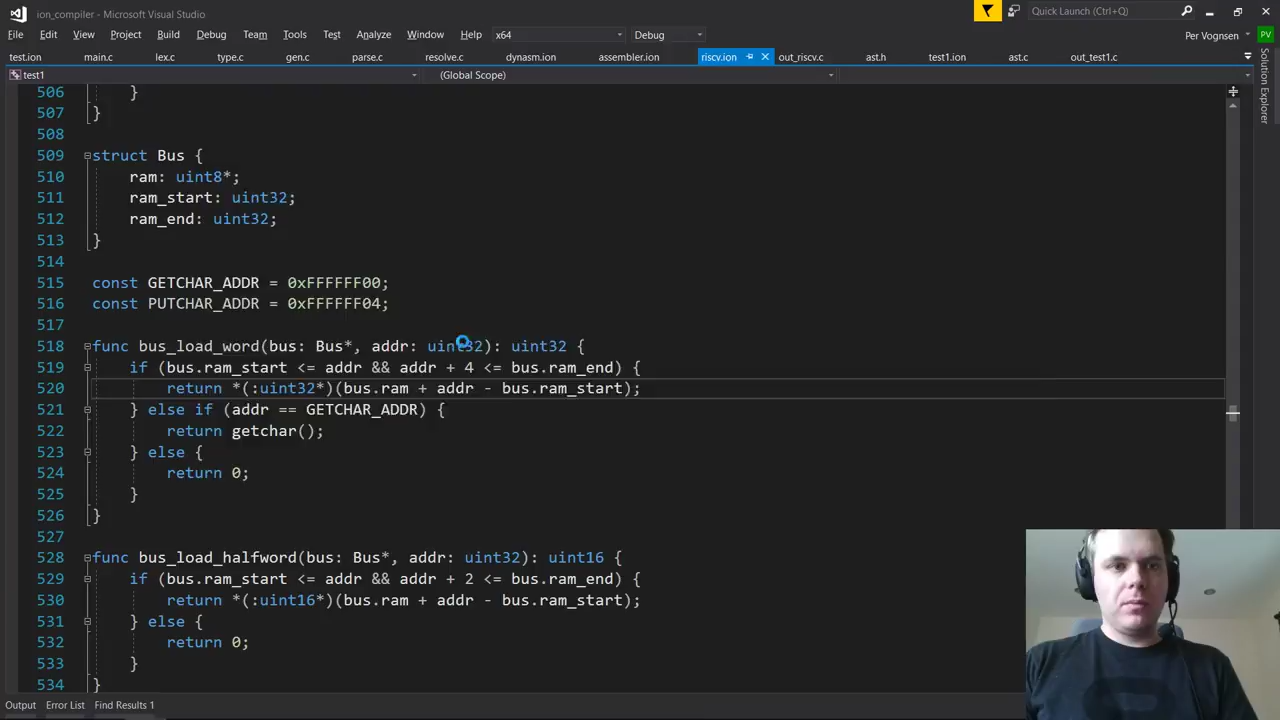 ion_compiler - Microsoft Visual Studio
Quick Launch (Ctrl+Q)
File Edit View Project Build Debug Team Tools Test Analyze Window Help x64 Debug
Per Vognsen PV
test.ion main.c lex.c type.c gen.c parse.c resolve.c dynasm.ion assembler.ion riscv.ion out_riscv.c ast.h test1.ion ast.c out_test1.c
test1 (Global Scope)
Solution Explorer
506 }
507 }
508
509 struct Bus {
510 ram: uint8*;
511 ram_start: uint32;
512 ram_end: uint32;
513 }
514
515 const GETCHAR_ADDR = 0xFFFFFF00;
516 const PUTCHAR_ADDR = 0xFFFFFF04;
517
518 func bus_load_word(bus: Bus*, addr: uint32): uint32 {
519 if (bus.ram_start <= addr && addr + 4 <= bus.ram_end) {
520 return *(:uint32*)(bus.ram + addr - bus.ram_start);
521 } else if (addr == GETCHAR_ADDR) {
522 return getchar();
523 } else {
524 return 0;
525 }
526 }
527
528 func bus_load_halfword(bus: Bus*, addr: uint32): uint16 {
529 if (bus.ram_start <= addr && addr + 2 <= bus.ram_end) {
530 return *(:uint16*)(bus.ram + addr - bus.ram_start);
531 } else {
532 return 0;
533 }
534 }
Output Error List Find Results 1